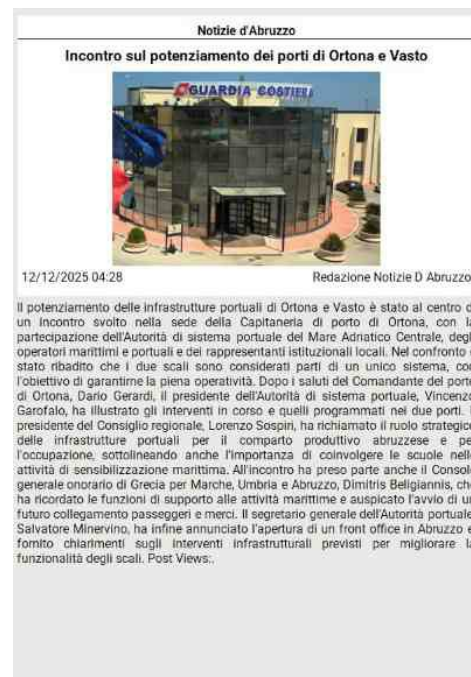 Notizie d'Abruzzo
Incontro sul potenziamento dei porti di Ortona e Vasto
GUARDIA COSTIERA
12/12/2025 04:28
Redazione Notizie D Abruzzo
Il potenziamento delle infrastrutture portuali di Ortona e Vasto è stato al centro
un incontro svolto nella sede della Capitaneria di porto di Ortona, con
partecipazione dell'Autorità di sistema portuale del Mare Adriatico Centrale, degli
operatori marittimi e portuali e dei rappresentanti istituzionali locali. Nel confronto
stato ribadito che i due scali sono considerati parti di un unico sistema, con
l'obiettivo di garantirne la piena operatività. Dopo i saluti del Comandante del porto
di Ortona, Dario Gerardi, il presidente dell'Autorità di sistema portuale, Vincenzo
Garofalo, ha illustrato gli interventi in corso e quelli programmati nei due porti.
presidente del Consiglio regionale, Lorenzo Sospiri, ha richiamato il ruolo strategico
delle infrastrutture portuali per il comparto produttivo abruzzese e pe
l'occupazione, sottolineando anche l'importanza di coinvolgere le scuole nelle
attività di sensibilizzazione marittima. All'incontro ha preso parte anche il Console
generale onorario di Grecia per Marche, Umbria e Abruzzo, Dimitris Beligiannis, che
ha ricordato le funzioni di supporto alle attività marittime e auspicato l'avvio di un
futuro collegamento passeggeri e merci. Il segretario generale dell'Autorità portuale,
Salvatore Minervino, ha infine annunciato l'apertura di un front office in Abruzzo e
fornito chiarimenti sugli interventi infrastrutturali previsti per migliorare la
funzionalità degli scali. Post Views:.